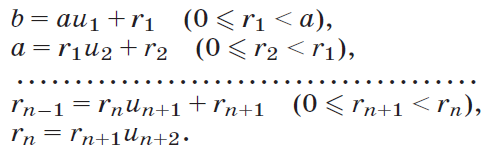 b = au₁ + r₁ (0 ⩽ r₁ < a),
a = r₁u₂ + r₂ (0 ⩽ r₂ < r₁),
........................................
rₙ₋₁ = rₙuₙ₊₁ + rₙ₊₁ (0 ⩽ rₙ₊₁ < rₙ),
rₙ = rₙ₊₁uₙ₊₂.